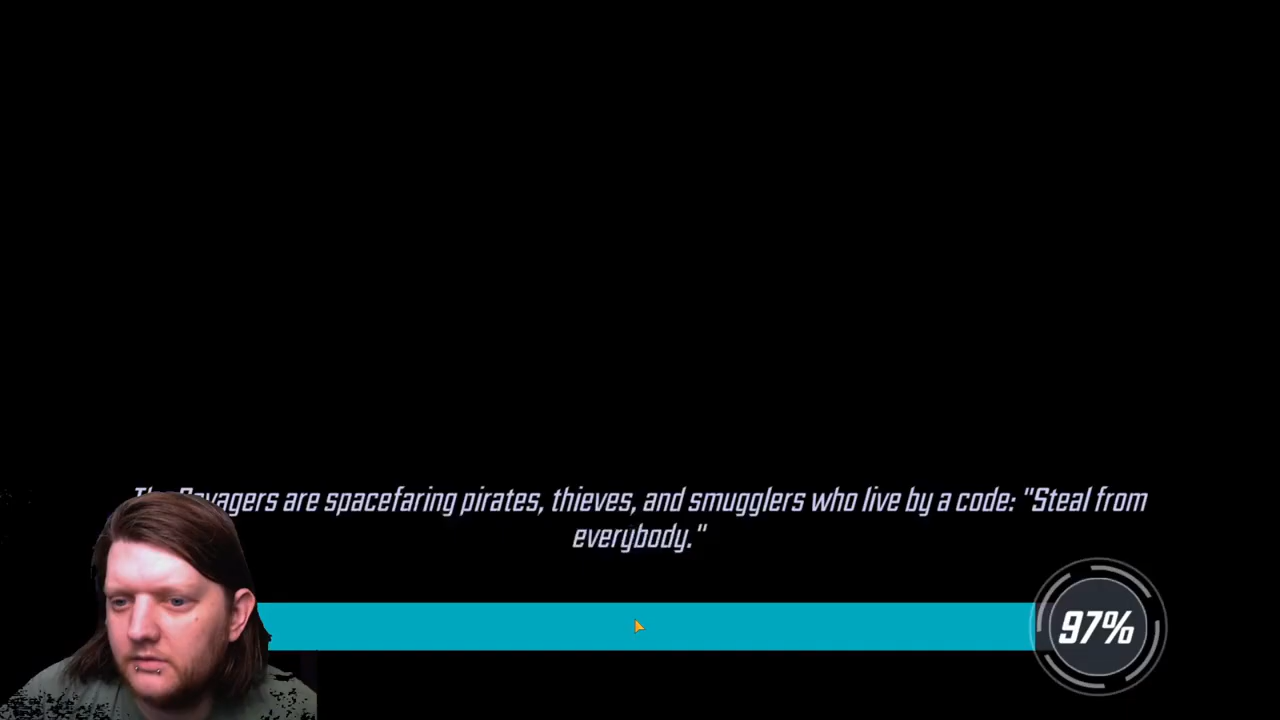 Ravagers are spacefaring pirates, thieves, and smugglers who live by a code: "Steal from
everybody."
97%